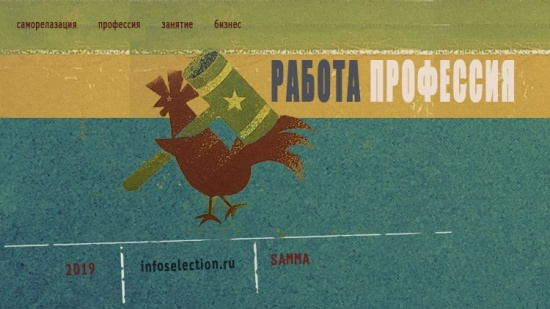 саморелазация профессия занятие бизнес
РАБОТА ПРОФЕССИЯ
2019 infoselection.ru SAMMA